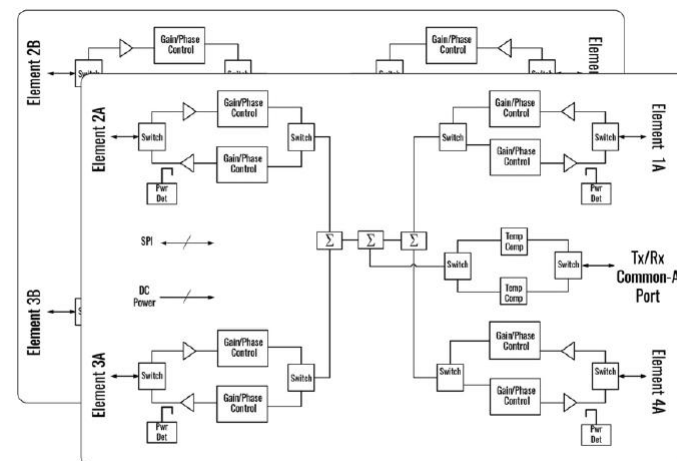 Element 2B
Gain/Phase
Control
Gain/Phase
Control
Element 2A
Switch
Gain/Phase
Control
Gain/Phase
Control
Switch
Pwr
Det
Switch
Gain/Phase
Control
Gain/Phase
Control
Switch
Pwr
Det
Element 1A
SPI
DC
Power
Σ
Σ
Σ
Switch
Temp
Comp
Temp
Comp
Switch
Tx/Rx
Common-A
Port
Element 3B
Element 3A
Switch
Gain/Phase
Control
Gain/Phase
Control
Switch
Pwr
Det
Switch
Gain/Phase
Control
Gain/Phase
Control
Switch
Pwr
Det
Element 4A